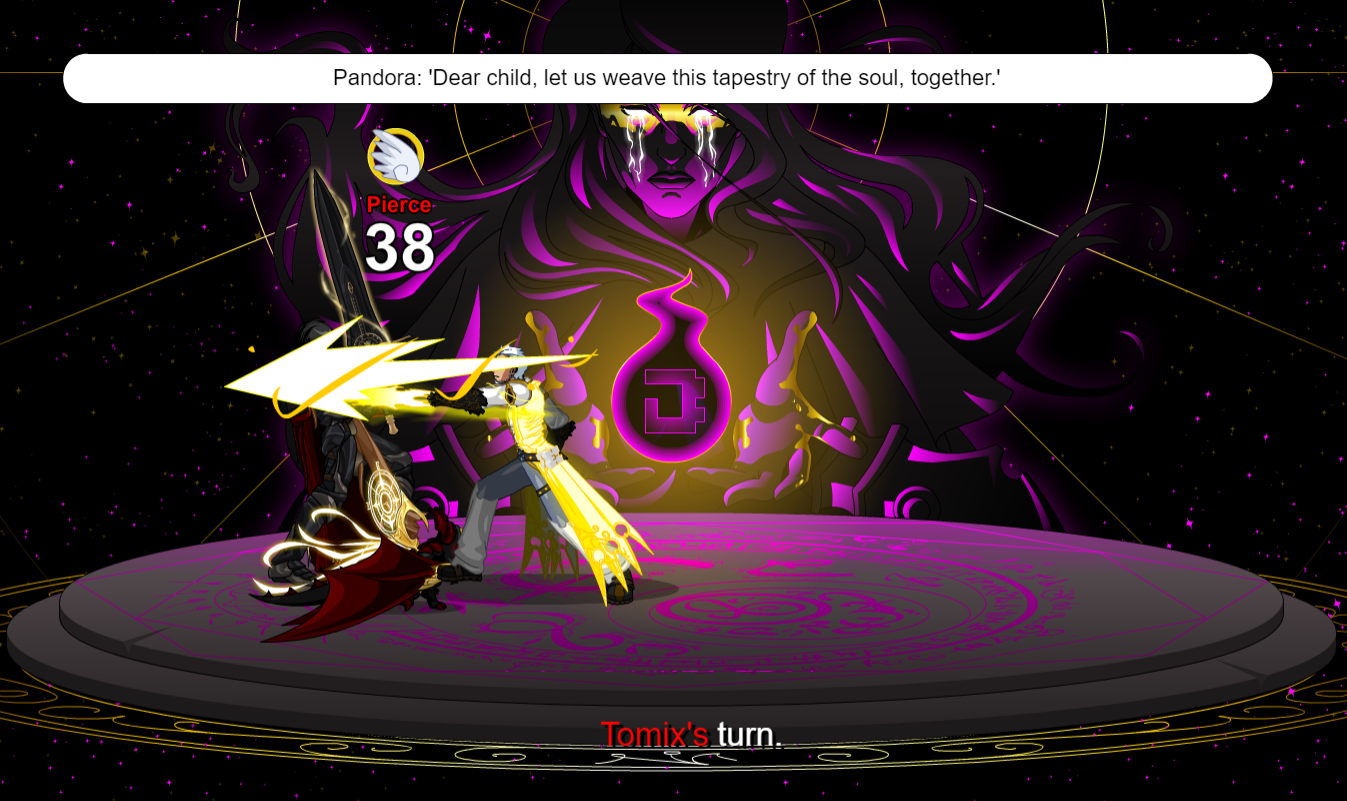 Pandora: 'Dear child, let us weave this tapestry of the soul, together.'
Pierce
38
Tomix's turn.